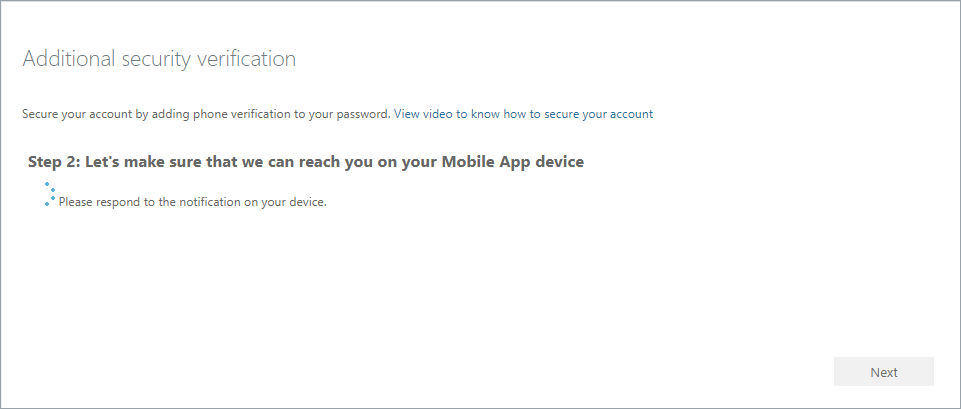 Additional security verification
Secure your account by adding phone verification to your password. View video to know how to secure your account
Step 2: Let's make sure that we can reach you on your Mobile App device
Please respond to the notification on your device.
Next